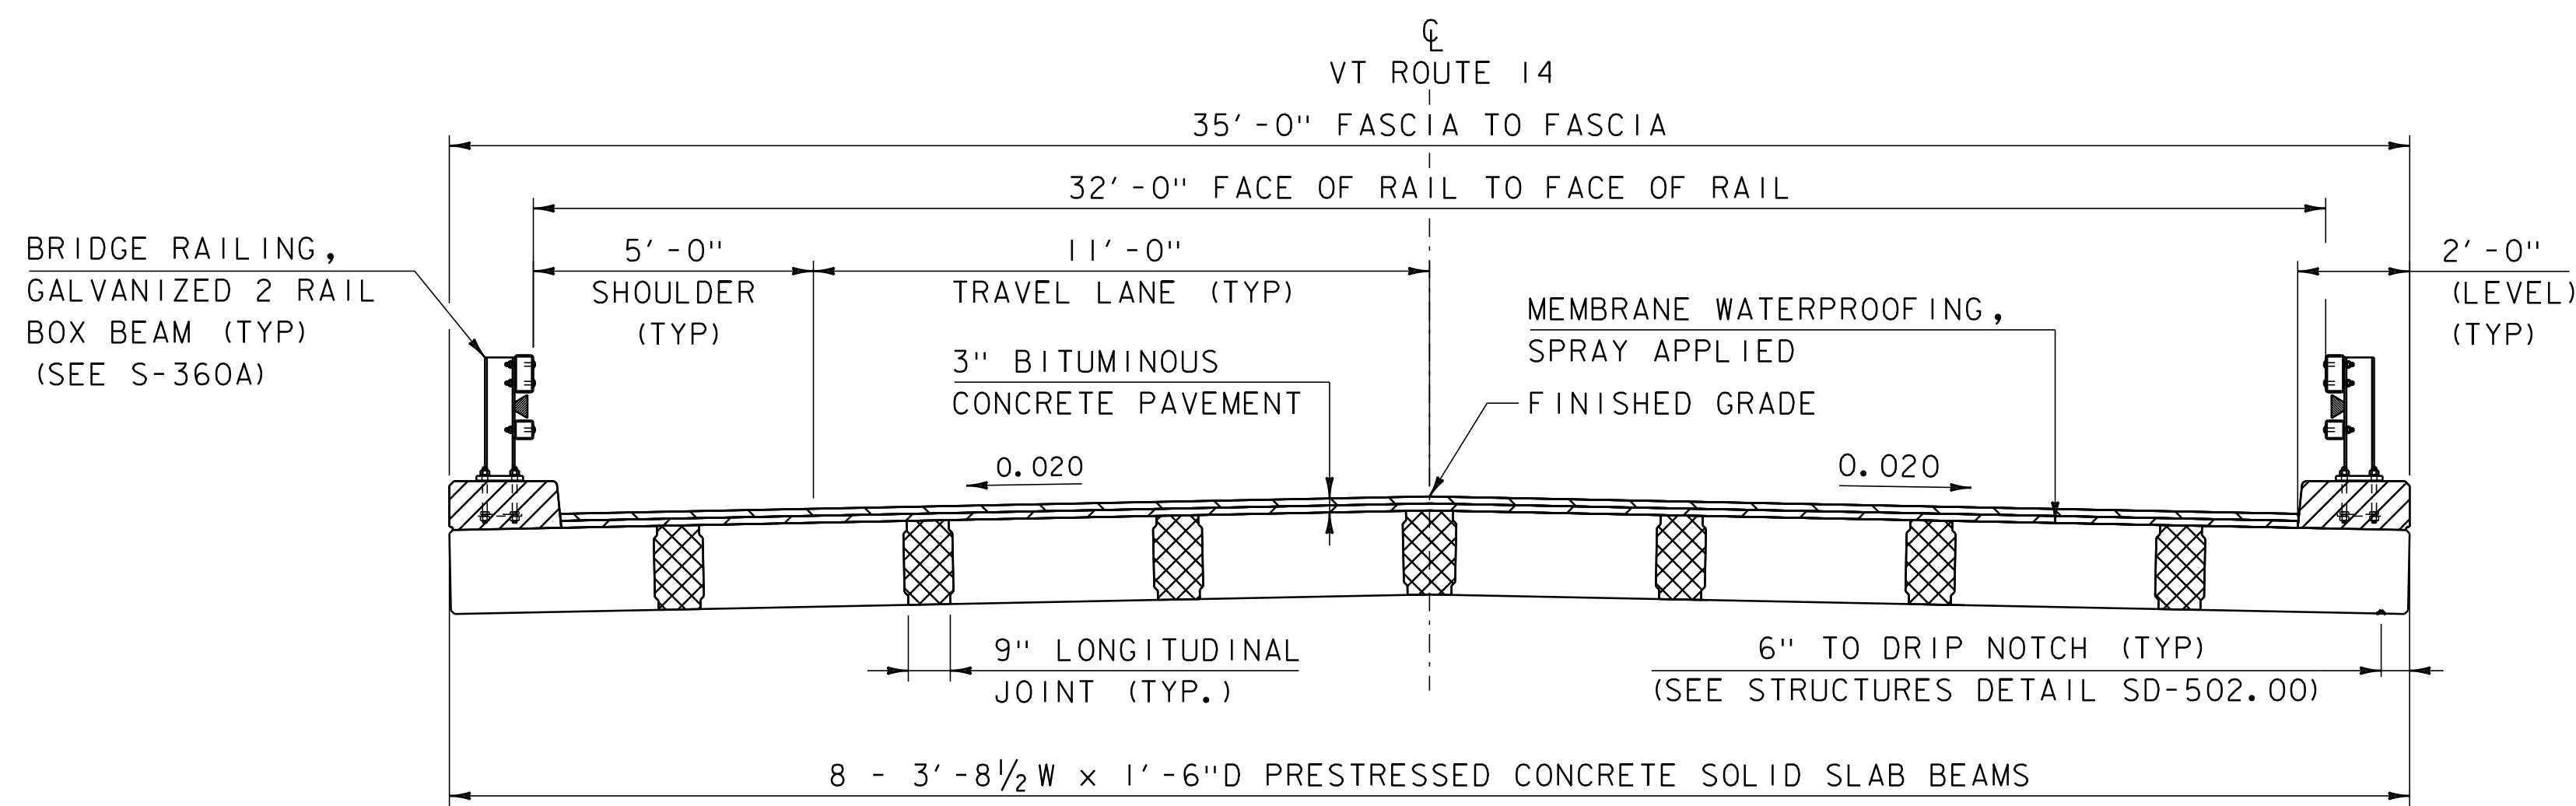 ℄
VT ROUTE 14
35'-0" FASCIA TO FASCIA
32'-0" FACE OF RAIL TO FACE OF RAIL
BRIDGE RAILING,
GALVANIZED 2 RAIL
BOX BEAM (TYP)
(SEE S-360A)
5'-0"
SHOULDER
(TYP)
11'-0"
TRAVEL LANE (TYP)
2'-0"
(LEVEL)
(TYP)
3" BITUMINOUS
CONCRETE PAVEMENT
MEMBRANE WATERPROOFING,
SPRAY APPLIED
FINISHED GRADE
0.020
0.020
9" LONGITUDINAL
JOINT (TYP.)
6" TO DRIP NOTCH (TYP)
(SEE STRUCTURES DETAIL SD-502.00)
8 - 3'-8½ W x 1'-6"D PRESTRESSED CONCRETE SOLID SLAB BEAMS